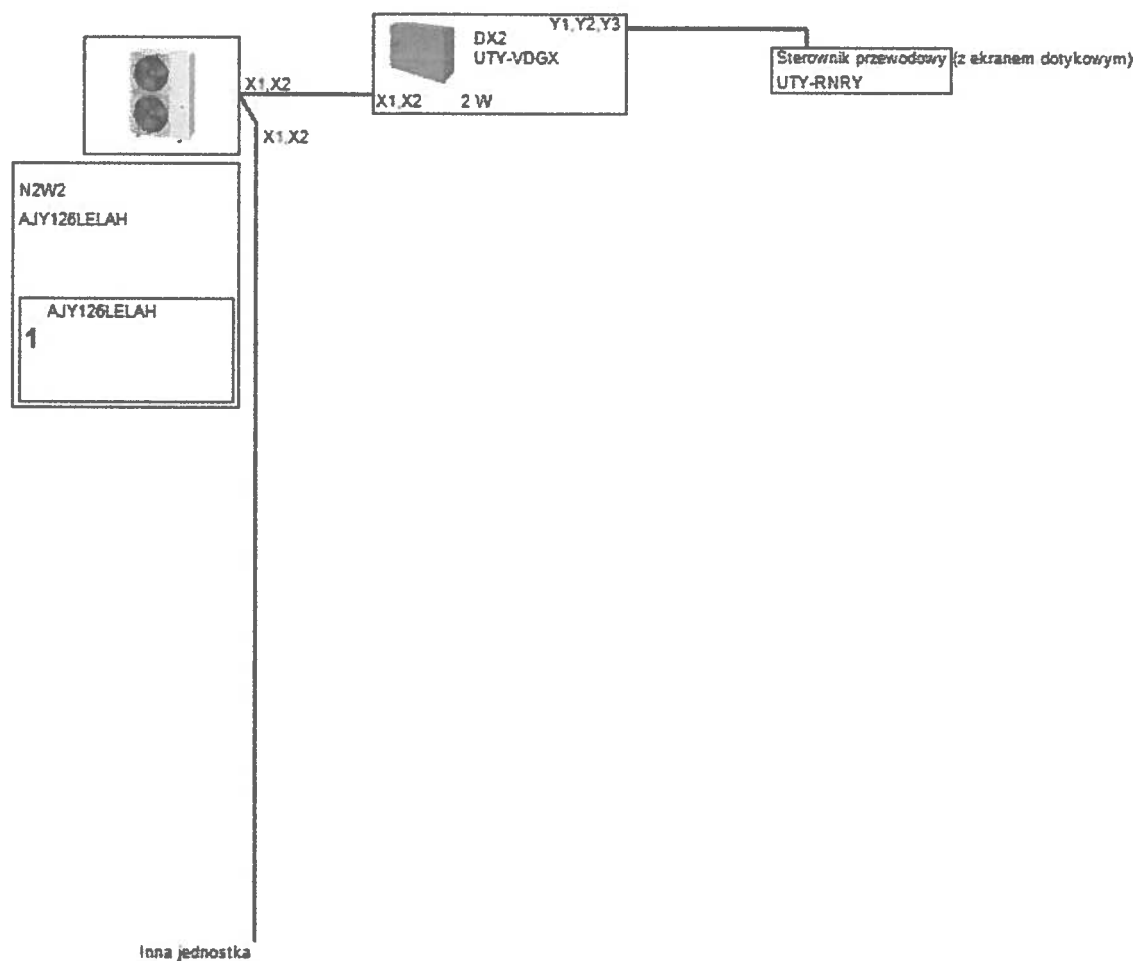 Y1,Y2,Y3
DX2
UTY-VDGX
X1,X2 2 W
Sterownik przewodowy (z ekranem dotykowym)
UTY-RNRY
X1,X2
X1,X2
N2W2
AJY126LELAH
AJY126LELAH
1
Inna jednostka